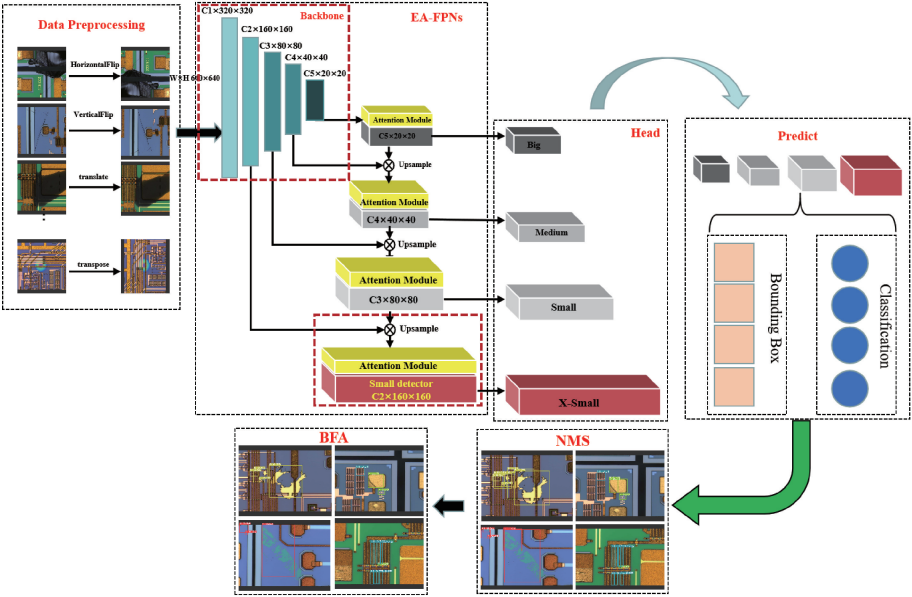 Data Preprocessing
HorizontalFlip
VerticalFlip
translate
transpose
W×H 640×640
EA-FPNs
Backbone
C1×320×320
C2×160×160
C3×80×80
C4×40×40
C5×20×20
Attention Module
C5×20×20
Upsample
Attention Module
C4×40×40
Upsample
Attention Module
C3×80×80
Upsample
Attention Module
Small detector
C2×160×160
Head
Big
Medium
Small
X-Small
Predict
Bounding Box
Classification
BFA
NMS